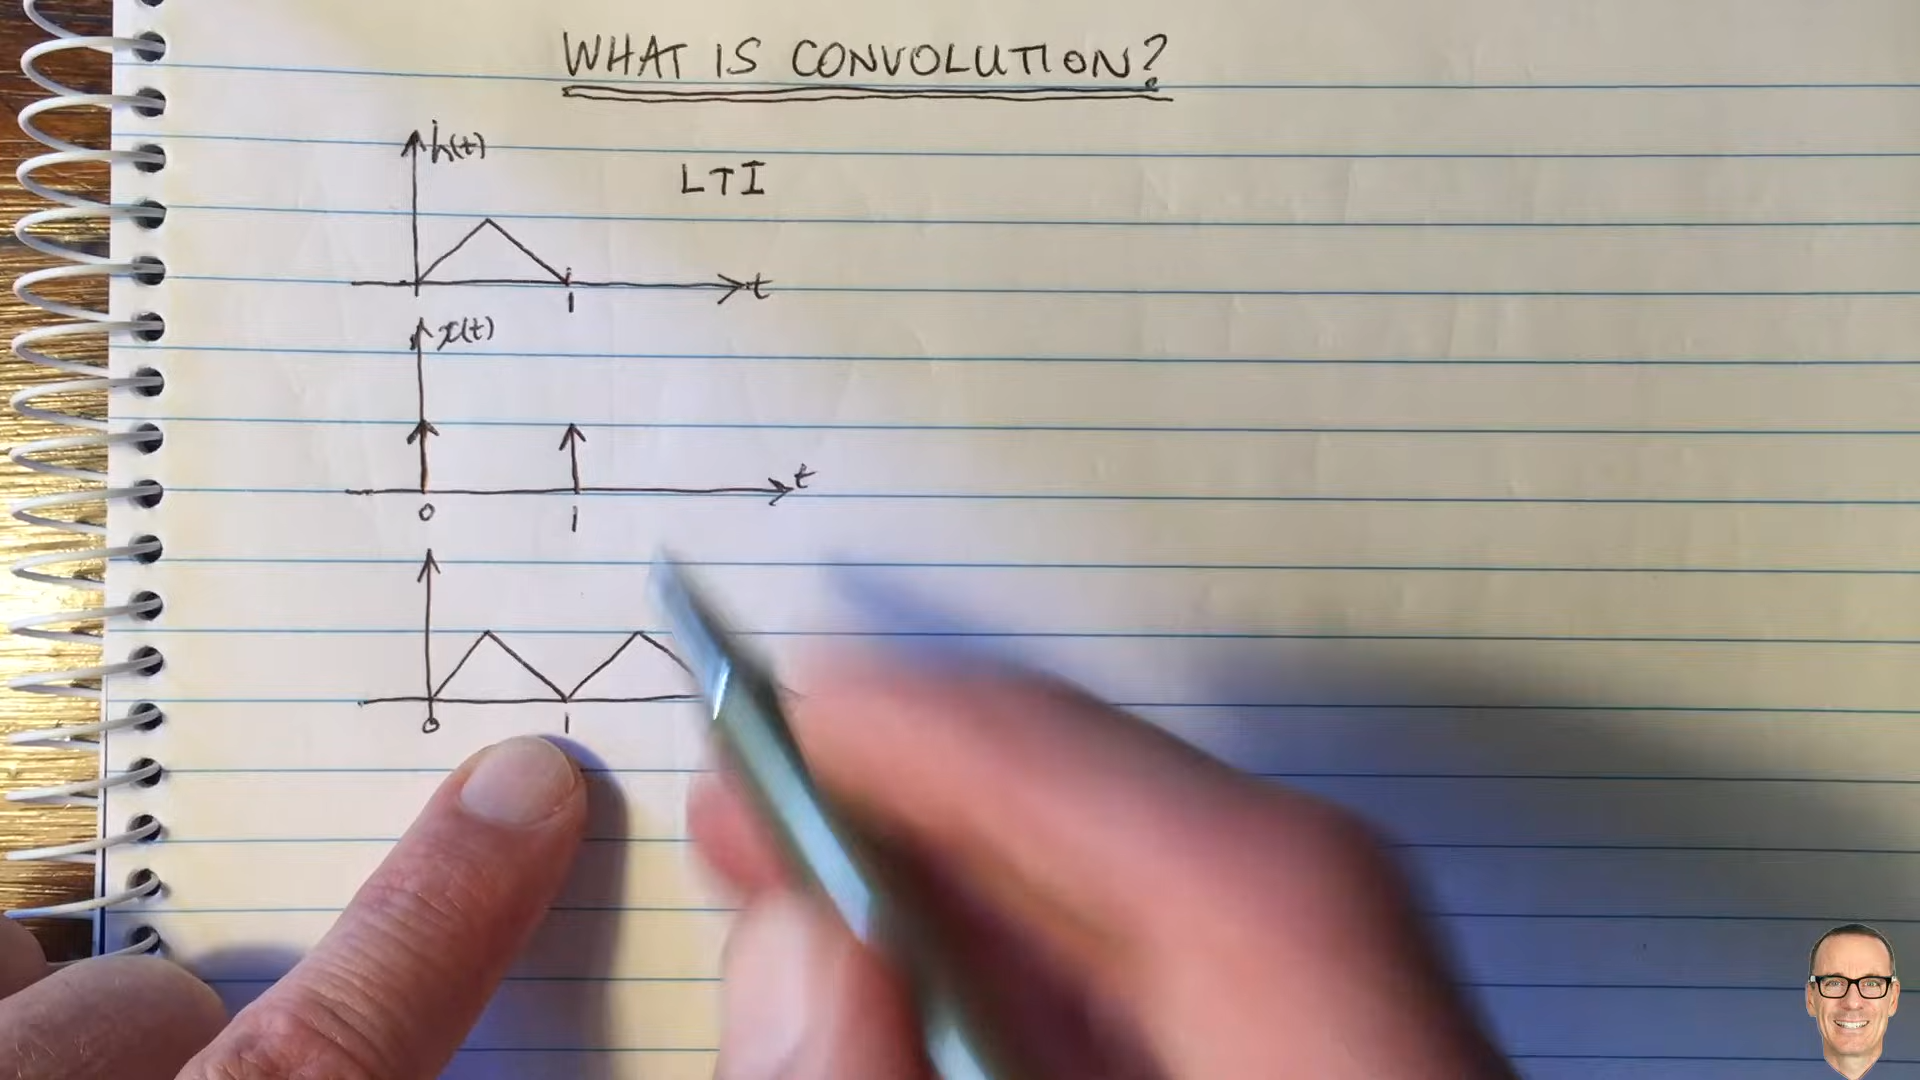 WHAT IS CONVOLUTION?
h(t)
LTI
t
1
x(t)
t
0
1
0
1